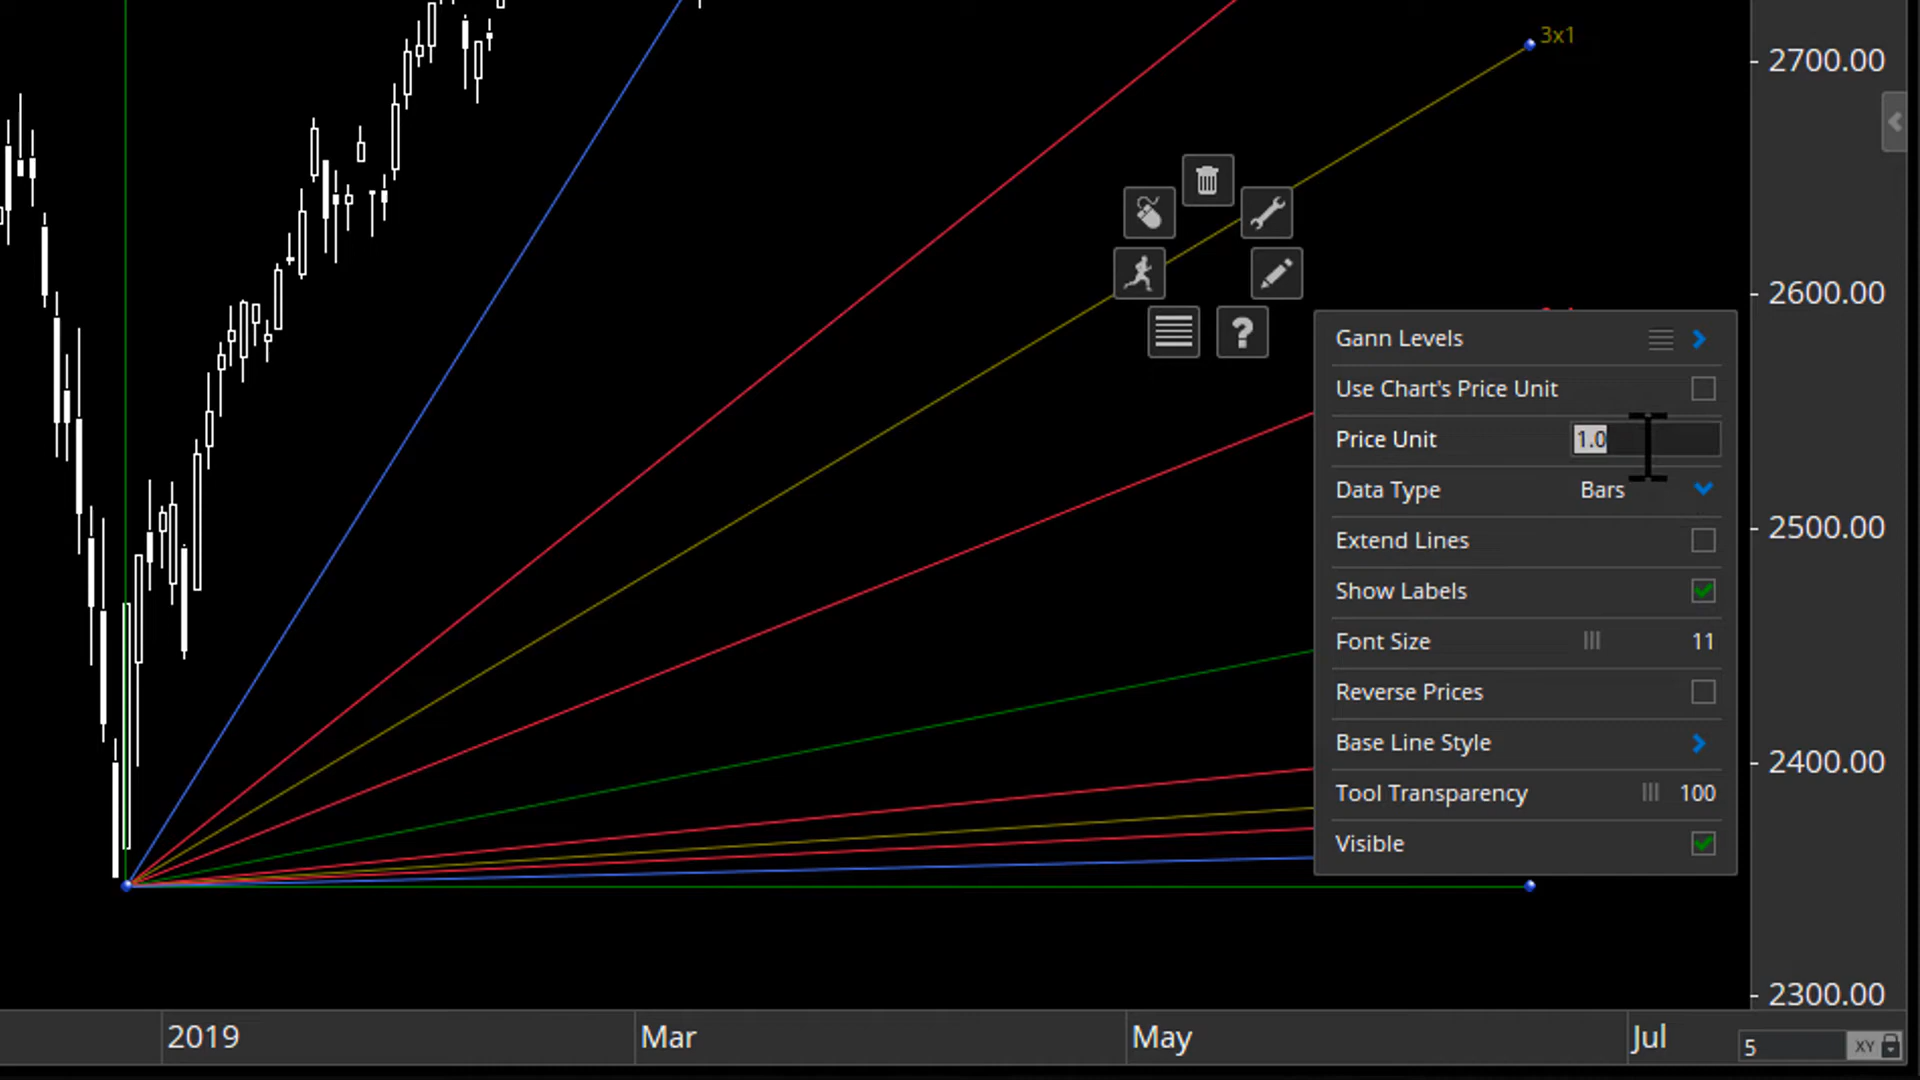 3x1
2700.00
2600.00
Gann Levels
Use Chart's Price Unit
Price Unit 1.0
Data Type Bars
2500.00
Extend Lines
Show Labels
Font Size 11
Reverse Prices
Base Line Style
2400.00
Tool Transparency 100
Visible
2300.00
2019 Mar May Jul
5 XY